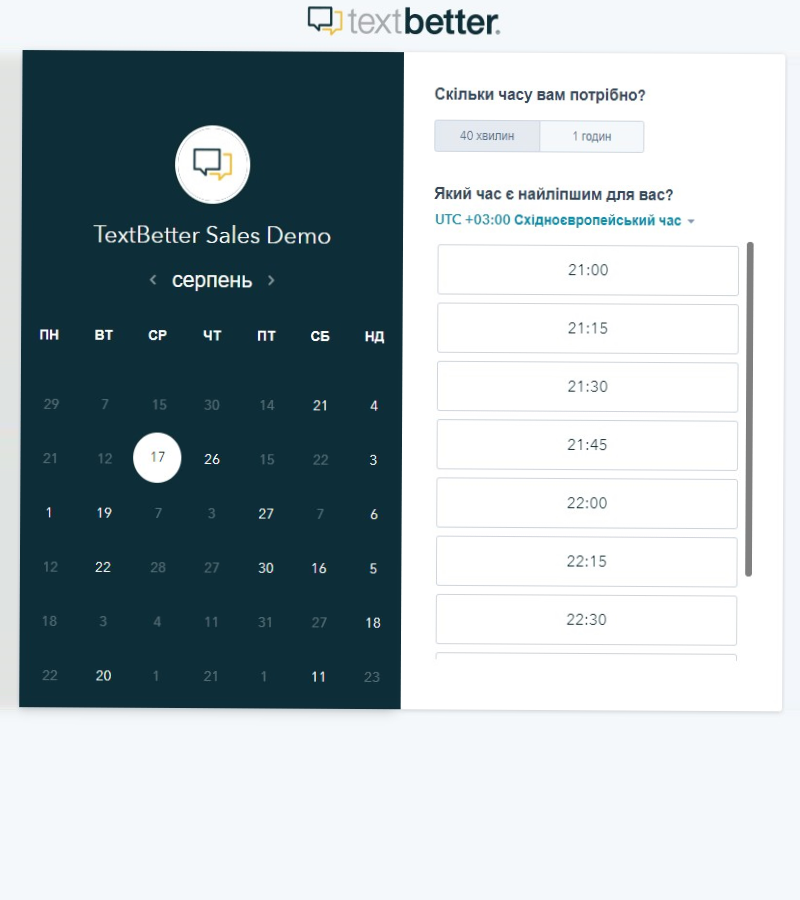 textbetter.
TextBetter Sales Demo
серпень
ПН ВТ СР ЧТ ПТ СБ НД
29 7 15 30 14 21 4
21 12 17 26 15 22 3
1 19 7 3 27 7 6
12 22 28 27 30 16 5
18 3 4 11 31 27 18
22 20 1 21 1 11 23
Скільки часу вам потрібно?
40 хвилин 1 годин
Який час є найліпшим для вас?
UTC +03:00 Східноєвропейський час
21:00
21:15
21:30
21:45
22:00
22:15
22:30